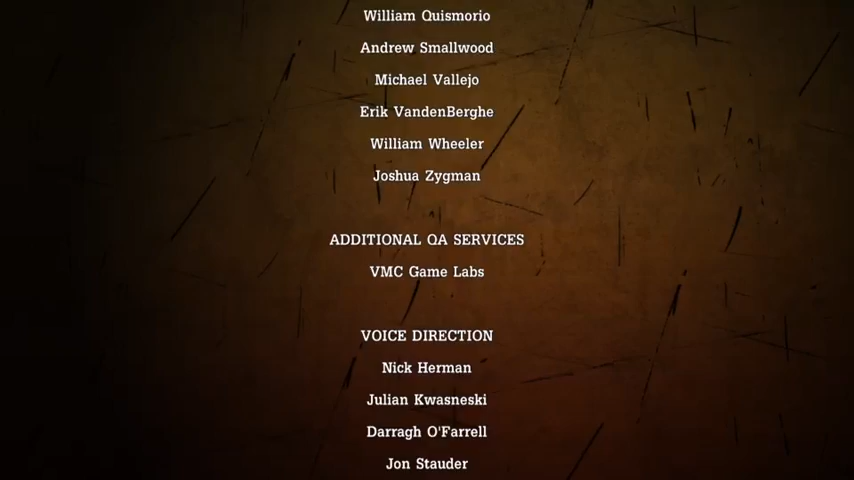 William Quismorio
Andrew Smallwood
Michael Vallejo
Erik VandenBerghe
William Wheeler
Joshua Zygman
ADDITIONAL QA SERVICES
VMC Game Labs
VOICE DIRECTION
Nick Herman
Julian Kwasneski
Darragh O'Farrell
Jon Stauder